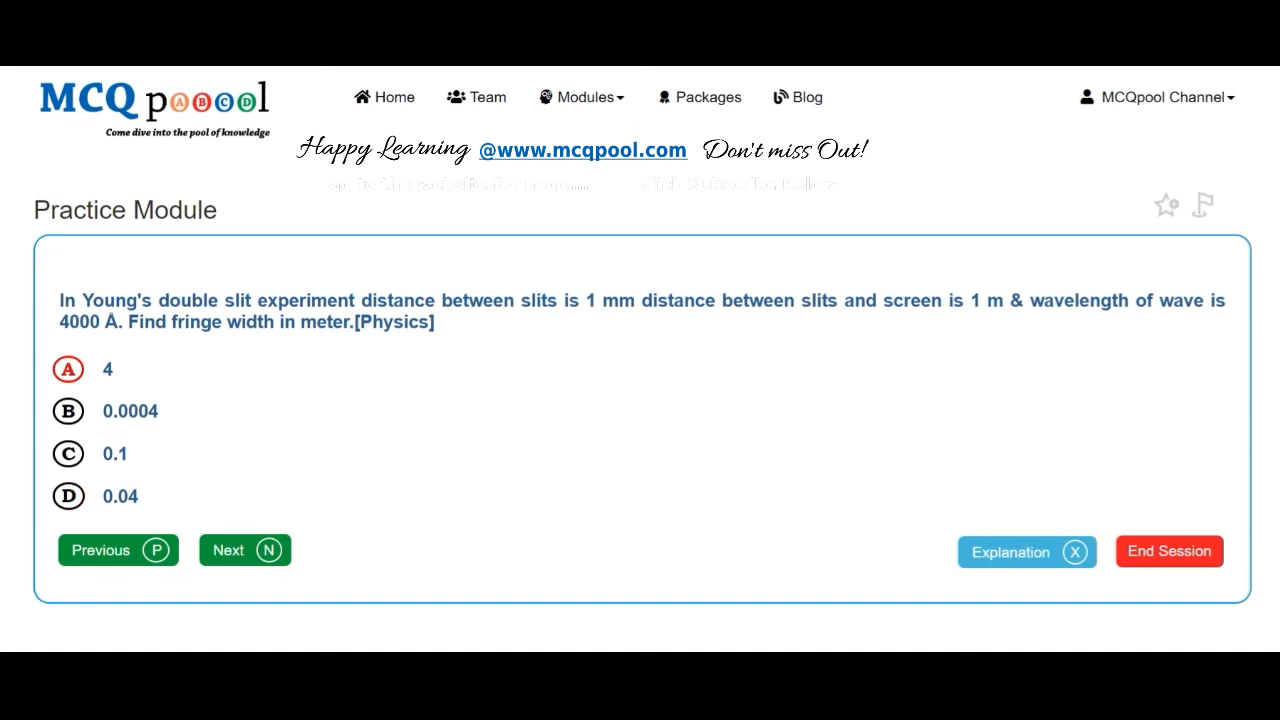 MCQ pooool
Come dive into the pool of knowledge
Home
Team
Modules
Packages
Blog
MCQpool Channel
Happy Learning @www.mcqpool.com Don't miss Out!
Practice Module
In Young's double slit experiment distance between slits is 1 mm distance between slits and screen is 1 m & wavelength of wave is
4000 Å. Find fringe width in meter.[Physics]
A 4
B 0.0004
C 0.1
D 0.04
Previous P
Next N
Explanation X
End Session